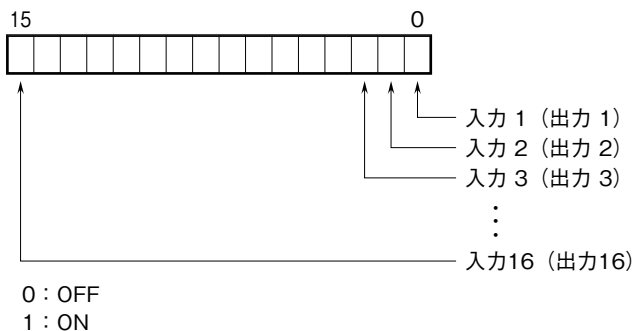 15 0
入力 1（出力 1）
入力 2（出力 2）
入力 3（出力 3）
⋮
入力16（出力16）
0：OFF
1：ON